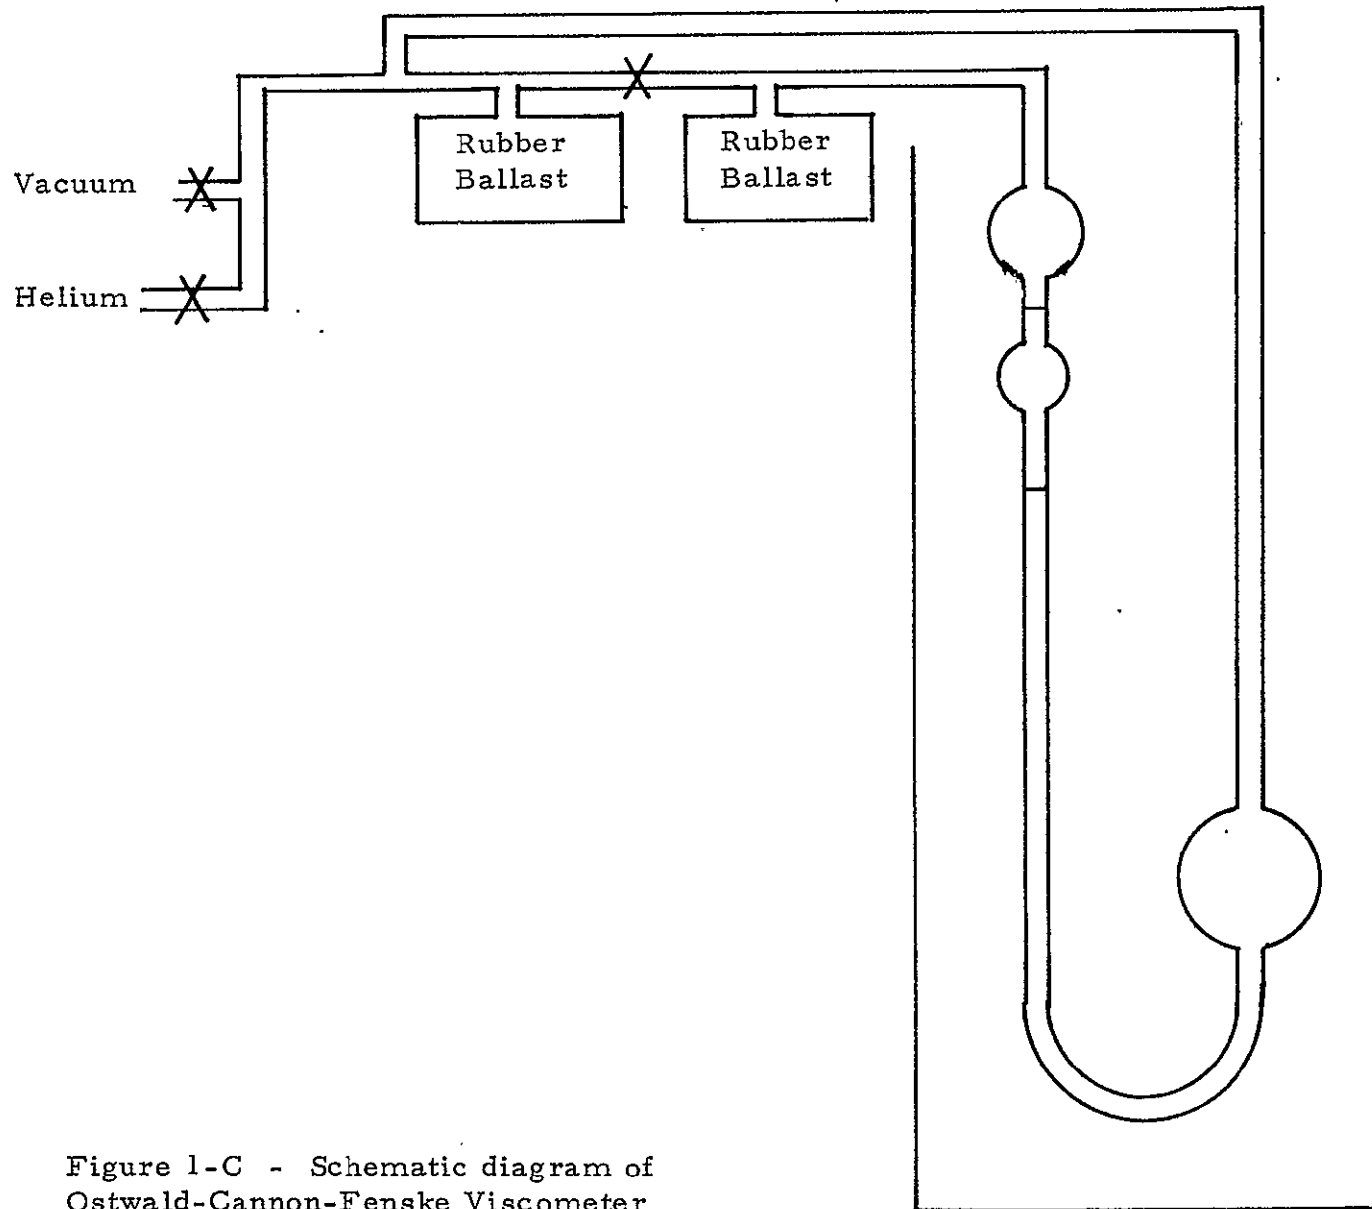 Rubber
Ballast
Rubber
Ballast
Vacuum
Helium
Figure 1-C - Schematic diagram of
Ostwald-Cannon-Fenske Viscometer